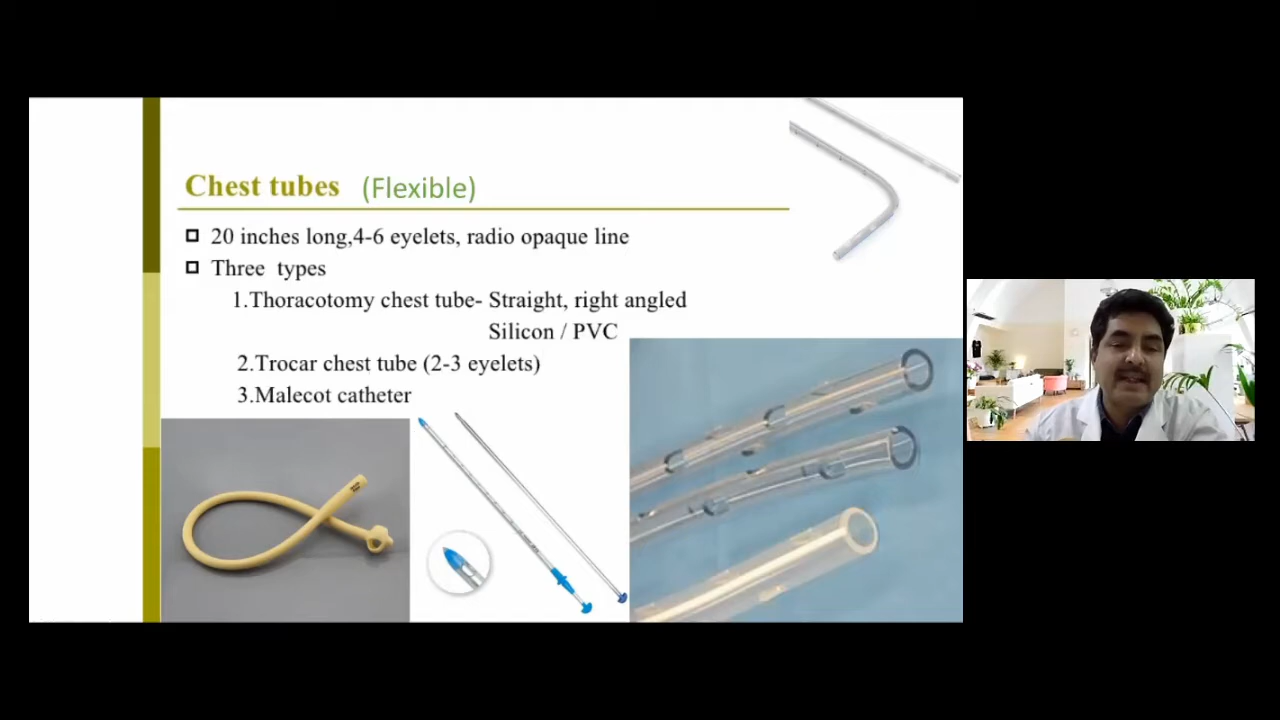 Chest tubes (Flexible)
20 inches long,4-6 eyelets, radio opaque line
Three types
1.Thoracotomy chest tube- Straight, right angled
Silicon / PVC
2.Trocar chest tube (2-3 eyelets)
3.Malecot catheter